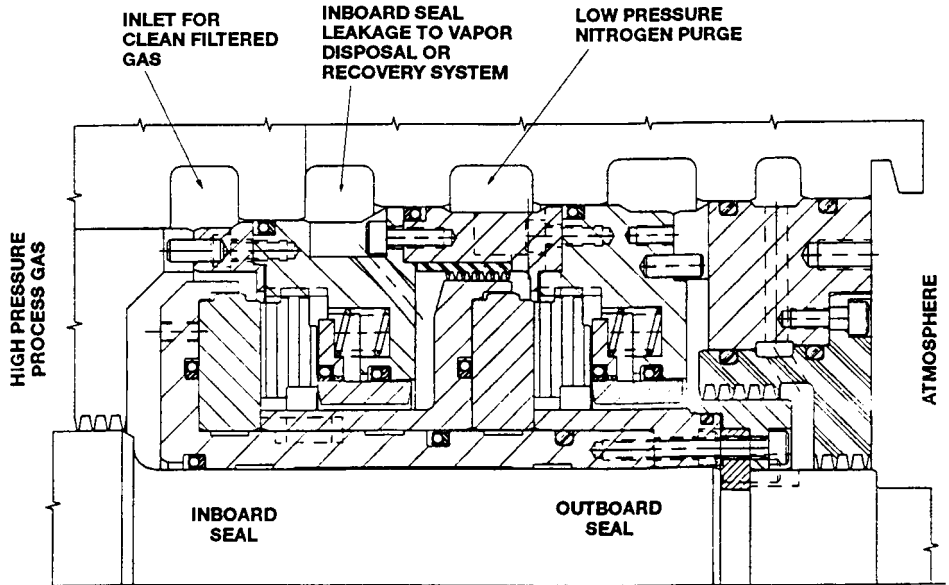 INLET FOR
CLEAN FILTERED
GAS
INBOARD SEAL
LEAKAGE TO VAPOR
DISPOSAL OR
RECOVERY SYSTEM
LOW PRESSURE
NITROGEN PURGE
HIGH PRESSURE
PROCESS GAS
ATMOSPHERE
INBOARD
SEAL
OUTBOARD
SEAL